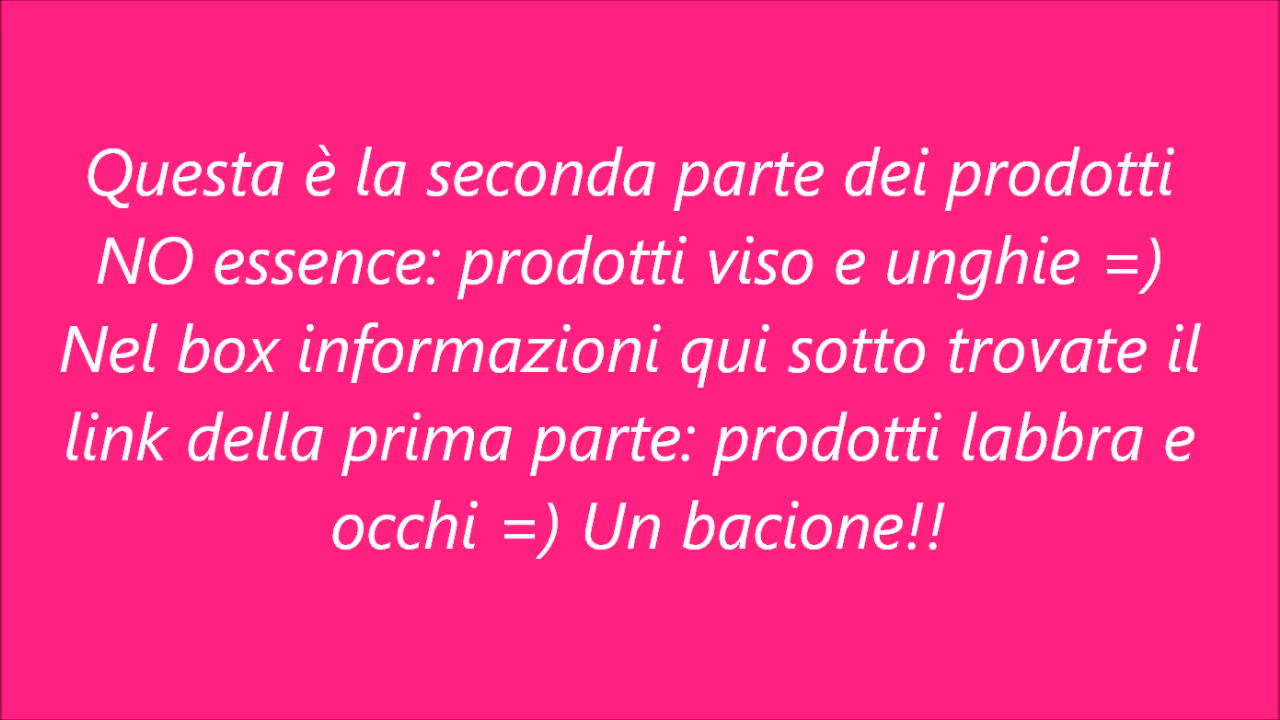 Questa è la seconda parte dei prodotti
NO essence: prodotti viso e unghie =)
Nel box informazioni qui sotto trovate il
link della prima parte: prodotti labbra e
occhi =) Un bacione!!